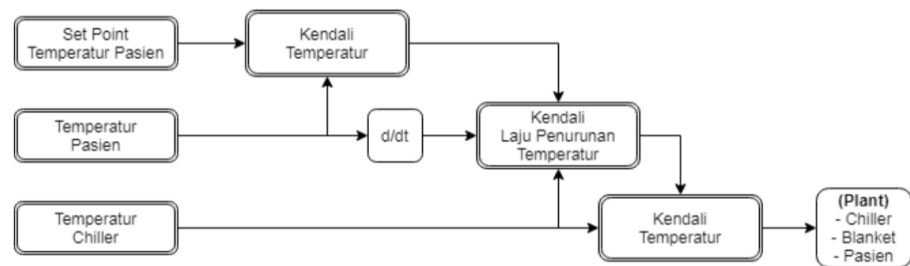 Set Point
Temperatur Pasien
Kendali
Temperatur
Temperatur
Pasien
d/dt
Kendali
Laju Penurunan
Temperatur
Temperatur
Chiller
Kendali
Temperatur
(Plant)
- Chiller
- Blanket
- Pasien